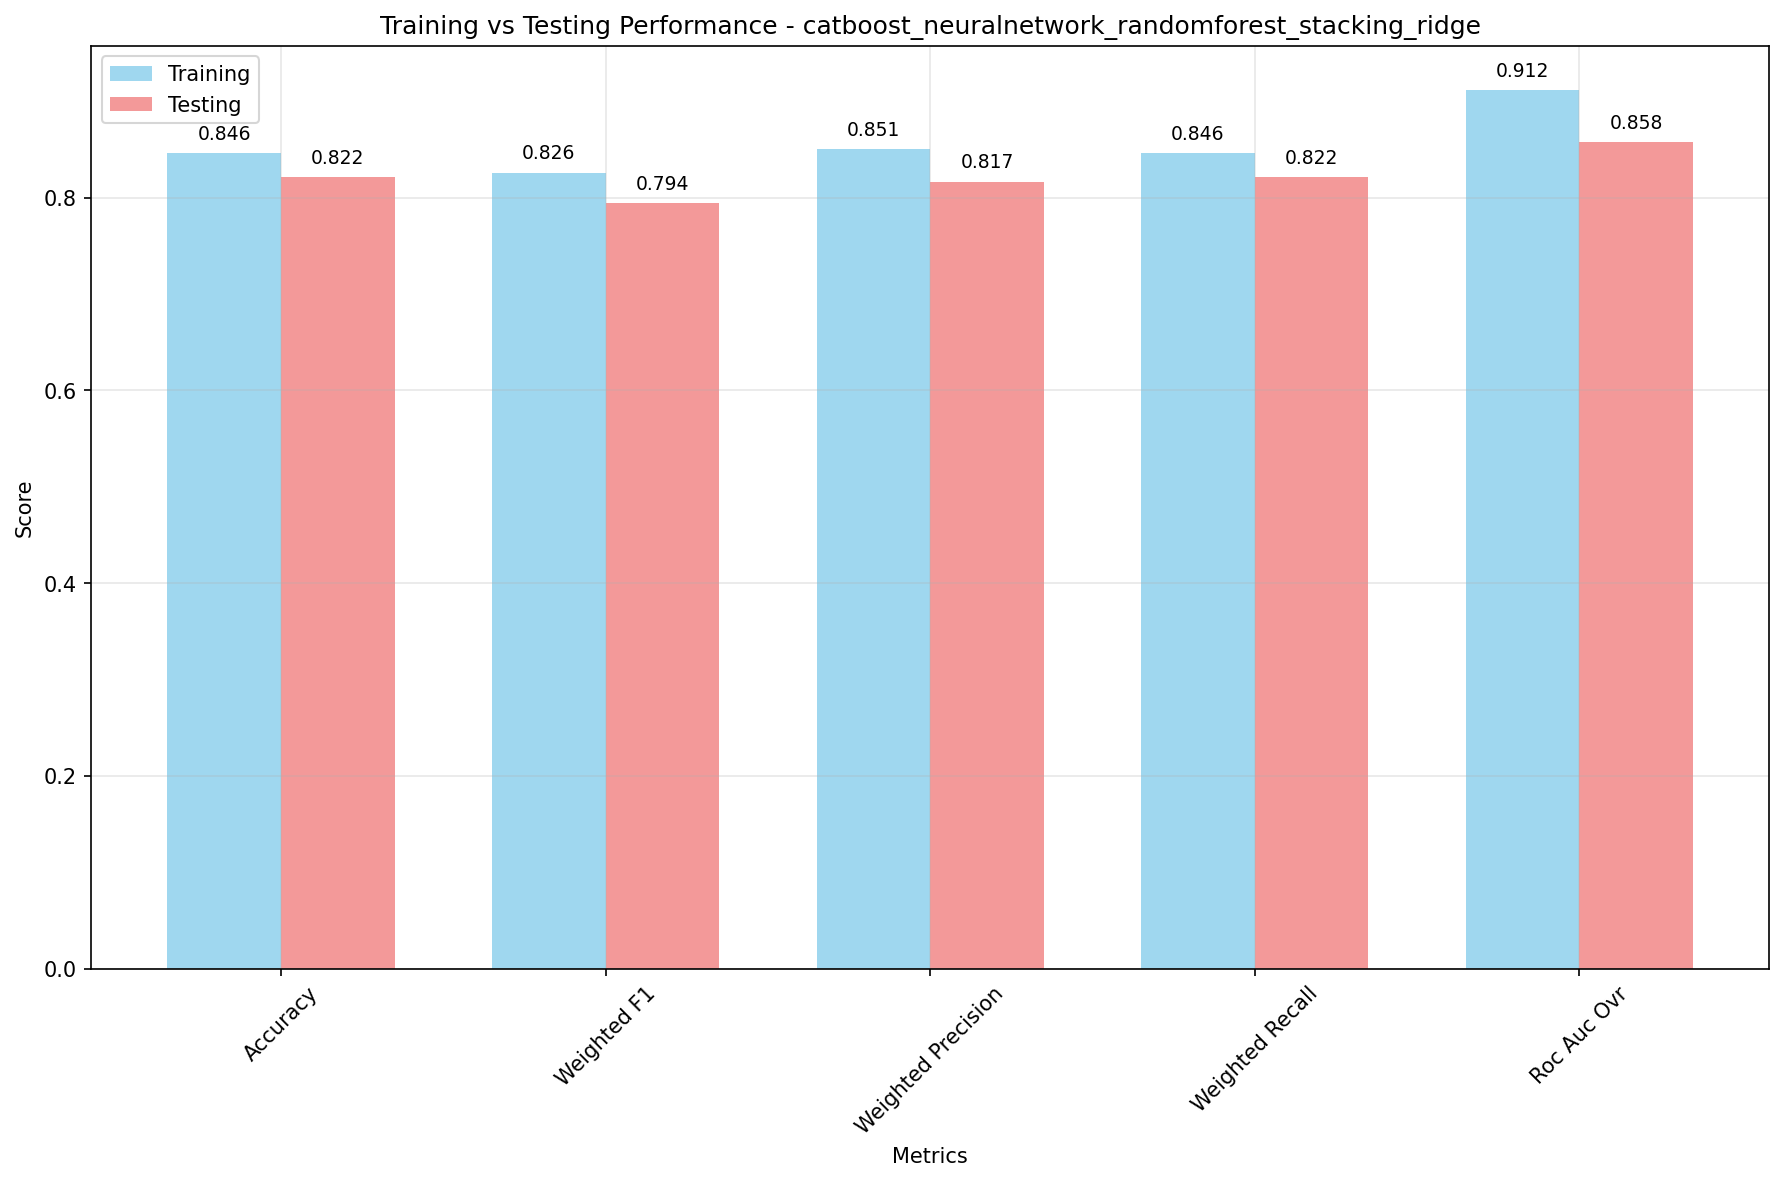 Training vs Testing Performance - catboost_neuralnetwork_randomforest_stacking_ridge
Training
Testing
0.846
0.822
0.826
0.794
0.851
0.817
0.846
0.822
0.912
0.858
Score
0.8
0.6
0.4
0.2
0.0
Accuracy
Weighted F1
Weighted Precision
Weighted Recall
Roc Auc Ovr
Metrics